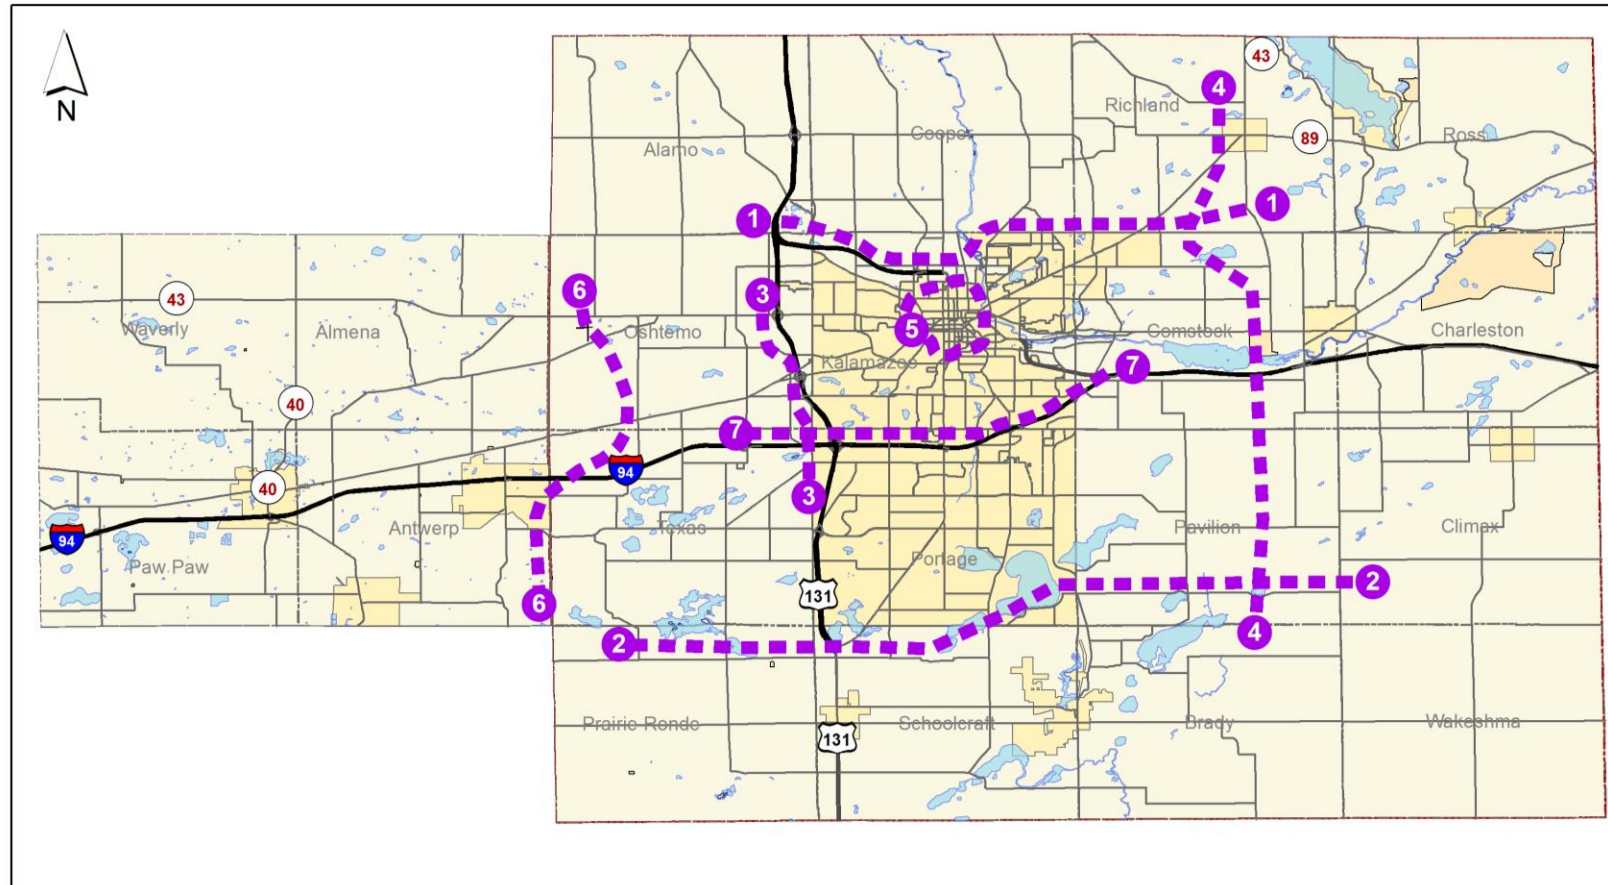 N
43
4
Richland
89
Cooper
Ross
Alamo
1
1
6
3
43
5
Waverly
Almena
Oshtemo
Comstock
Charleston
Kalamazoo
7
40
7
94
40
3
Antwerp
Texas
Pavilion
Climax
94
Paw Paw
Portage
131
2
6
2
4
Prairie Ronde
Schoolcraft
Brady
Wakeshma
131